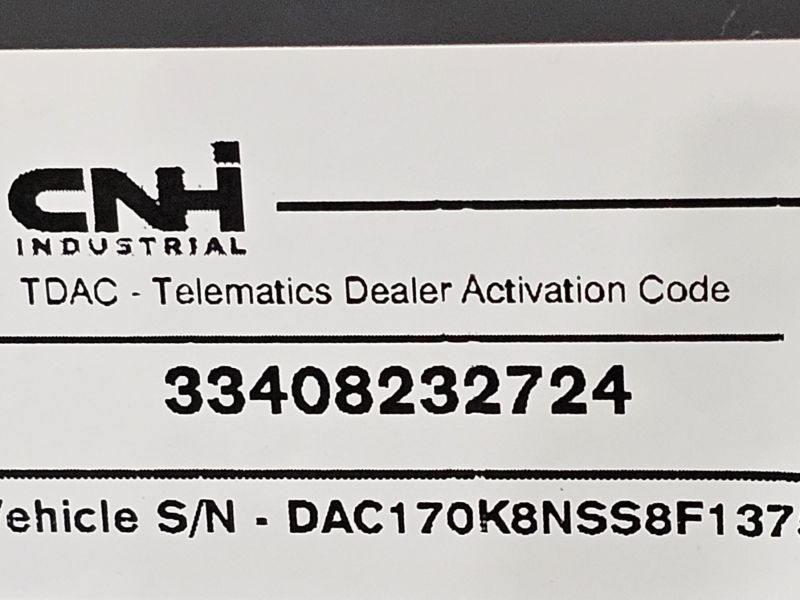 CNH
INDUSTRIAL
TDAC - Telematics Dealer Activation Code
33408232724
Vehicle S/N - DAC170K8NSS8F137